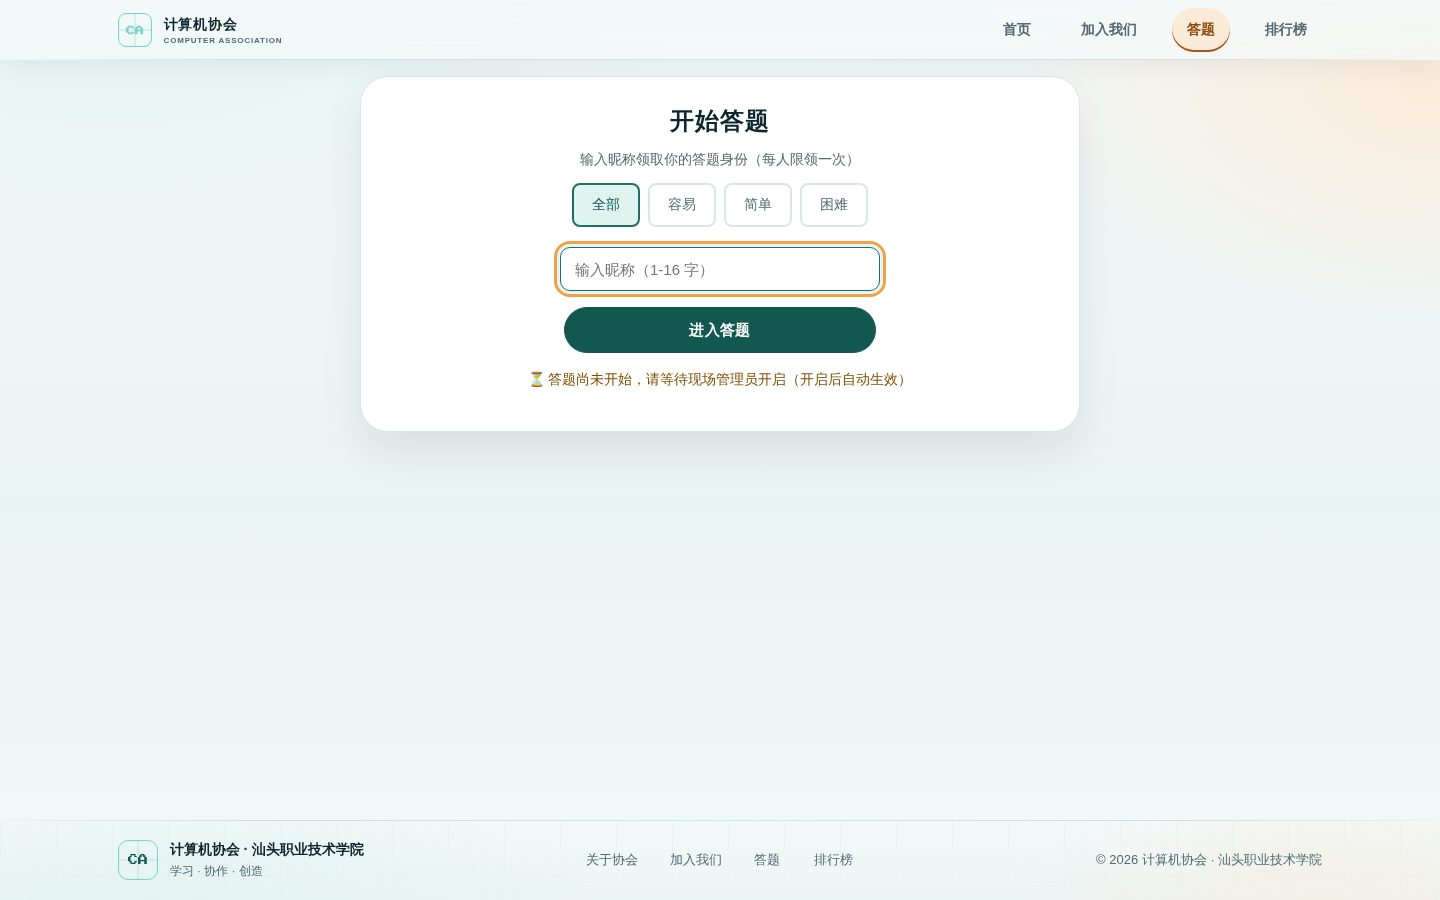 CA
计算机协会
COMPUTER ASSOCIATION
首页
加入我们
答题
排行榜
开始答题
输入昵称领取你的答题身份（每人限领一次）
全部
容易
简单
困难
输入昵称（1-16 字）
进入答题
⏳ 答题尚未开始，请等待现场管理员开启（开启后自动生效）
CA
计算机协会 · 汕头职业技术学院
学习 · 协作 · 创造
关于协会
加入我们
答题
排行榜
© 2026 计算机协会 · 汕头职业技术学院